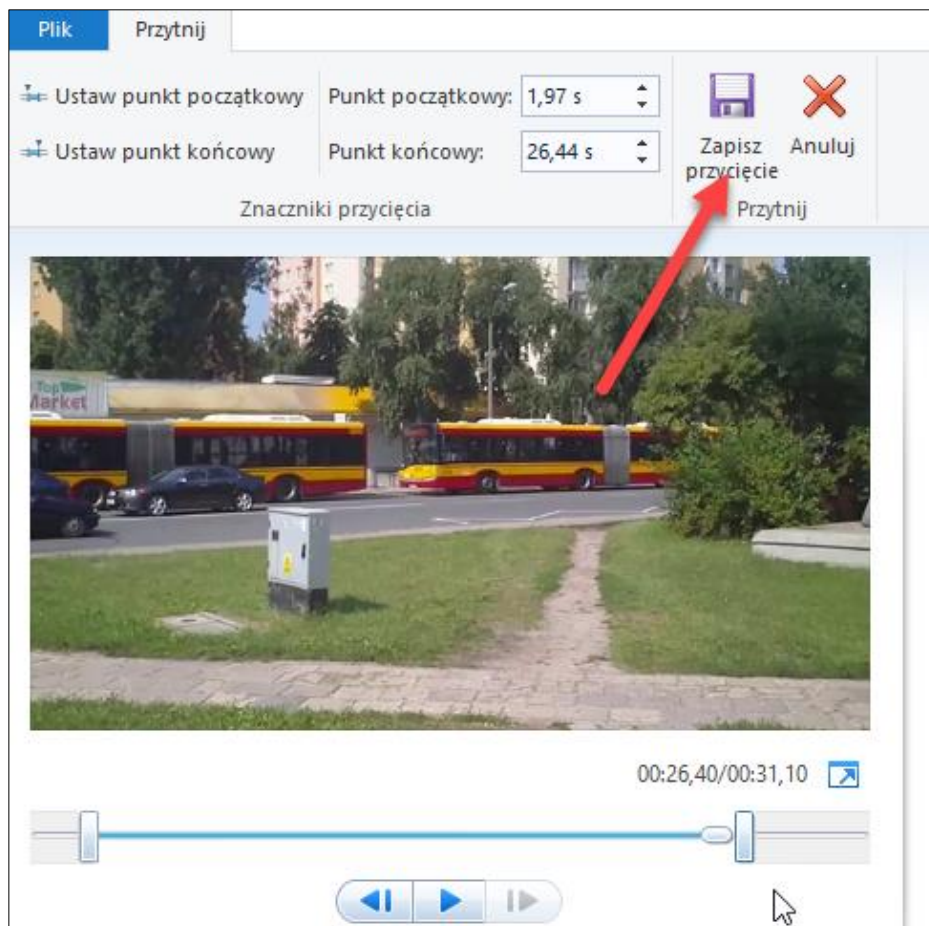 Plik Przytnij
Ustaw punkt początkowy Punkt początkowy: 1,97 s
Ustaw punkt końcowy Punkt końcowy: 26,44 s
Zapisz przycięcie
Anuluj
Znaczniki przycięcia Przytnij
Top
Market
00:26,40/00:31,10